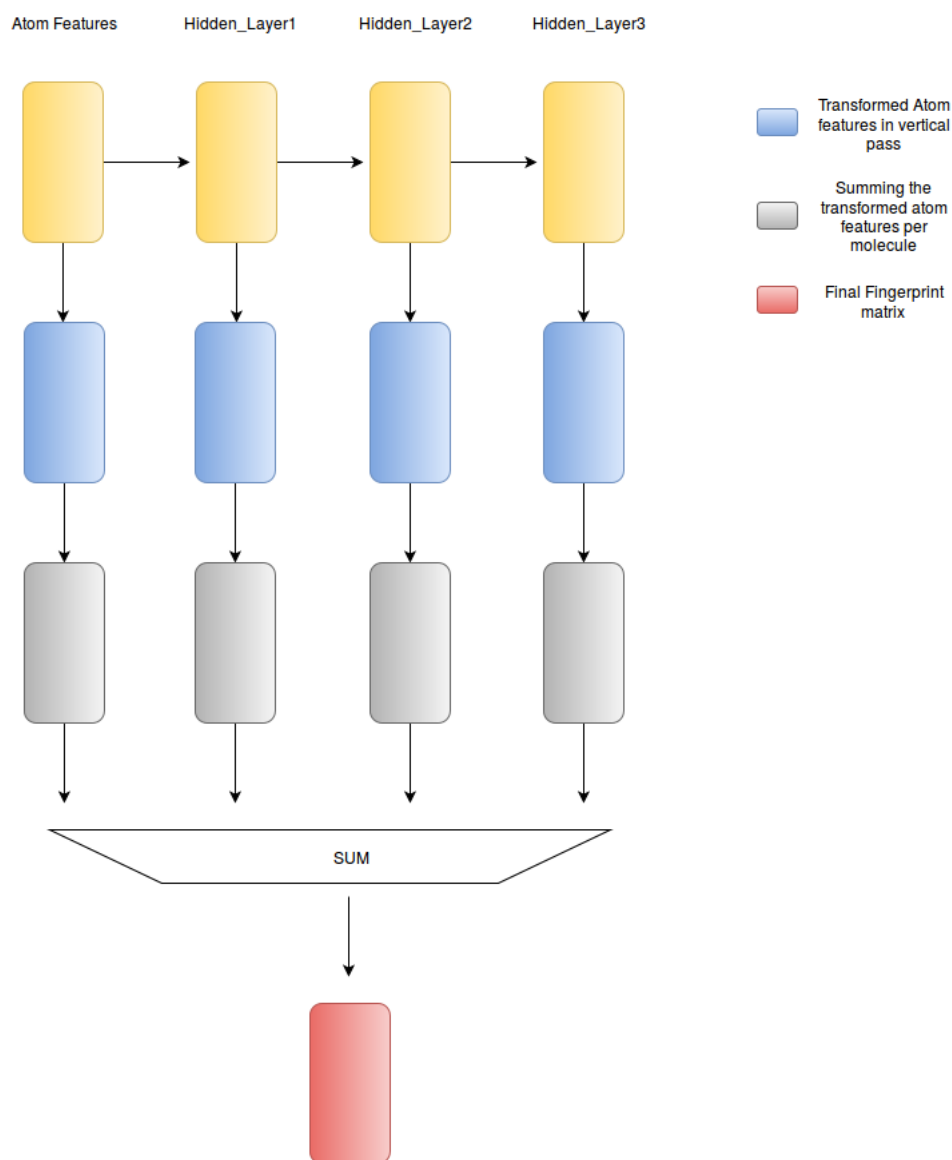 Atom Features
Hidden_Layer1
Hidden_Layer2
Hidden_Layer3
Transformed Atom
features in vertical
pass
Summing the
transformed atom
features per
molecule
Final Fingerprint
matrix
SUM